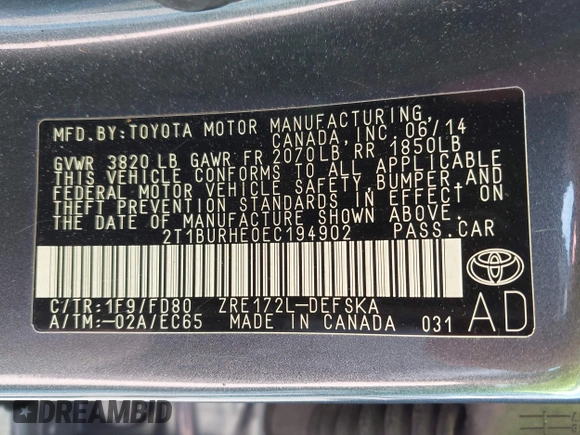 MFD.BY:TOYOTA MOTOR MANUFACTURING,
CANADA, INC. 06/14
GVWR 3820 LB GAWR FR 2070LB RR 1850LB
THIS VEHICLE CONFORMS TO ALL APPLICABLE
FEDERAL MOTOR VEHICLE SAFETY, BUMPER, AND
THEFT PREVENTION STANDARDS IN EFFECT ON
THE DATE OF MANUFACTURE SHOWN ABOVE.
2T1BURHE0EC194902 PASS.CAR
C/TR:1F9/FD80 ZRE172L-DEFSKA
A/TM:-02A/EC65 MADE IN CANADA 031
AD
DREAMBID